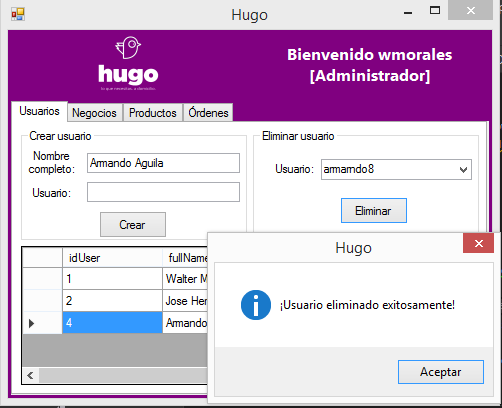 Hugo
hugo
lo que necesitas, a domicilio.
Bienvenido wmorales
[Administrador]
Usuarios
Negocios
Productos
Órdenes
Crear usuario
Nombre
completo:
Armando Aguila
Usuario:
Crear
Eliminar usuario
Usuario:
armamdo8
Eliminar
idUser
fullName
1
Walter M
2
Jose Her
4
Armando
Hugo
¡Usuario eliminado exitosamente!
Aceptar